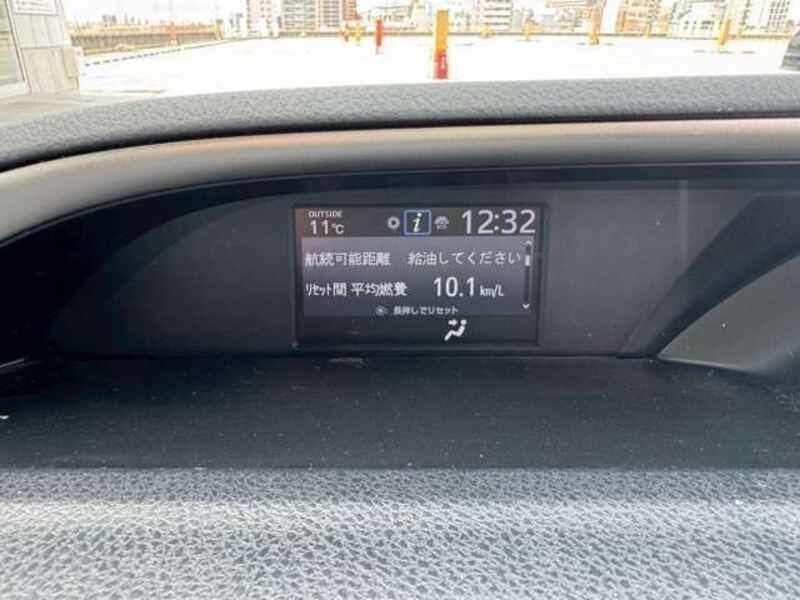 OUTSIDE
11℃
12:32
航続可能距離 給油してください
ﾘｾｯﾄ間 平均燃費 10.1 km/L
長押しでリセット